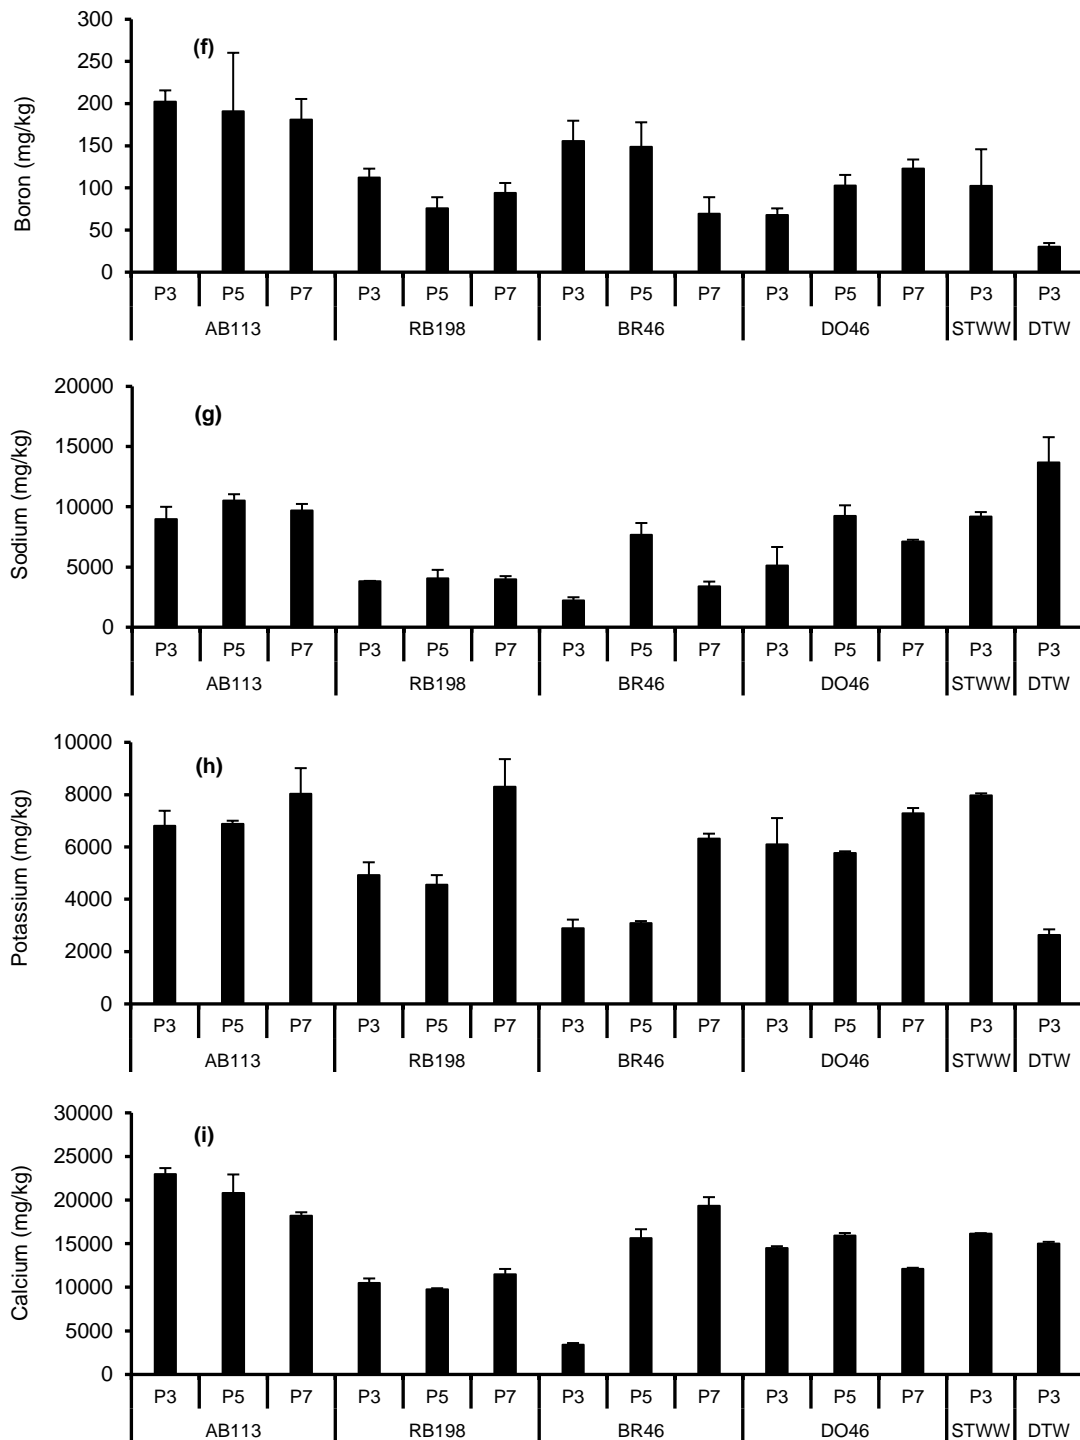 (f)
Boron (mg/kg)
300
250
200
150
100
50
0
P3 P5 P7 P3 P5 P7 P3 P5 P7 P3 P5 P7 P3 P3
AB113 RB198 BR46 DO46 STWW DTW
(g)
Sodium (mg/kg)
20000
15000
10000
5000
0
P3 P5 P7 P3 P5 P7 P3 P5 P7 P3 P5 P7 P3 P3
AB113 RB198 BR46 DO46 STWW DTW
(h)
Potassium (mg/kg)
10000
8000
6000
4000
2000
0
P3 P5 P7 P3 P5 P7 P3 P5 P7 P3 P5 P7 P3 P3
AB113 RB198 BR46 DO46 STWW DTW
(i)
Calcium (mg/kg)
30000
25000
20000
15000
10000
5000
0
P3 P5 P7 P3 P5 P7 P3 P5 P7 P3 P5 P7 P3 P3
AB113 RB198 BR46 DO46 STWW DTW